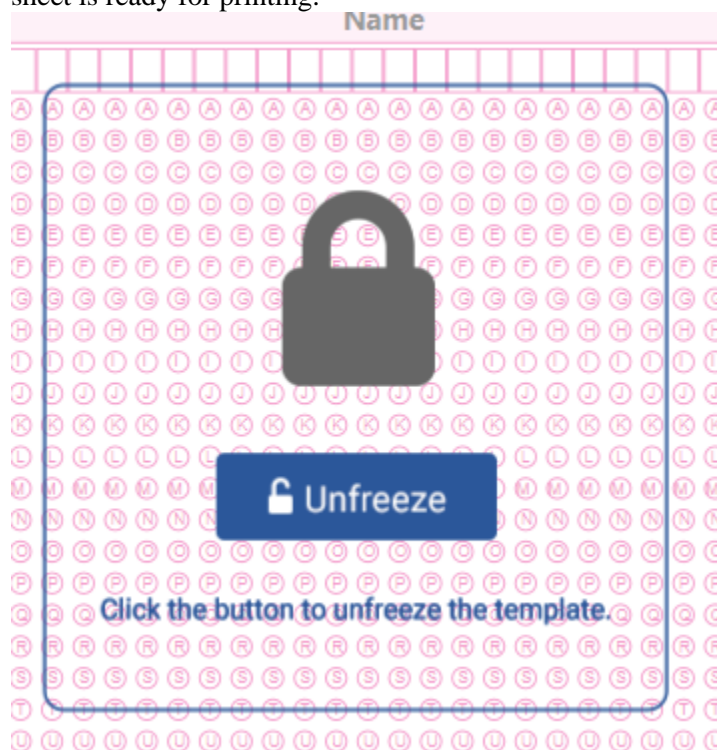 sheet is ready for printing.
Name
A A A A A A A A A A A A A A A A A A A A A A A
B B B B B B B B B B B B B B B B B B B B B B B
C C C C C C C C C C C C C C C C C C C C C C C
D D D D D D D D D D D D D D D D D D D D D D
E E E E E E E E E E E E E E E E E E E E E E E
F F F F F F F F F F F F F F F F F F F
G G G G G G G G G G G G G G G G G
H H H H H H H H H H H H H H H H H
I I I I I I I I I I I I I I I I I
J J J J J J J J J J J J J J J J J J J J J J J
K K K K K K K K K K K K K K K K K K K K K K K
L L L L L L L L L L L L L L
M M M M M M M M M M M M M M
N N N N N N N N N N N N N N
Unfreeze
O O O O O O O O O O O O O O O O O O O O O O O
P P P P P P P P P P P P P P P P P P P P P P P
Click the button to unfreeze the template.
Q Q Q Q Q Q
R R R R R R R R R R R R R R R R R R R R R R R
S S S S S S S S S S S S S S S S S S S S S S S
T T T T T T T T T T T T T T T T T T T T T T T
U U U U U U U U U U U U U U U U U U U U U U U